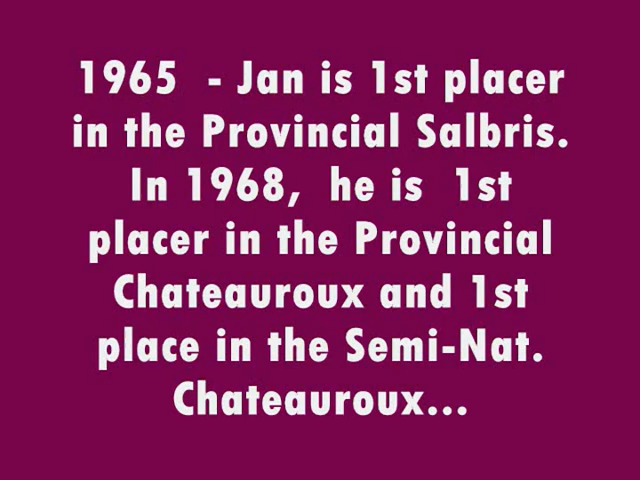 1965  - Jan is 1st placer
in the Provincial Salbris.
In 1968,  he is  1st
placer in the Provincial
Chateauroux and 1st
place in the Semi-Nat.
Chateauroux...